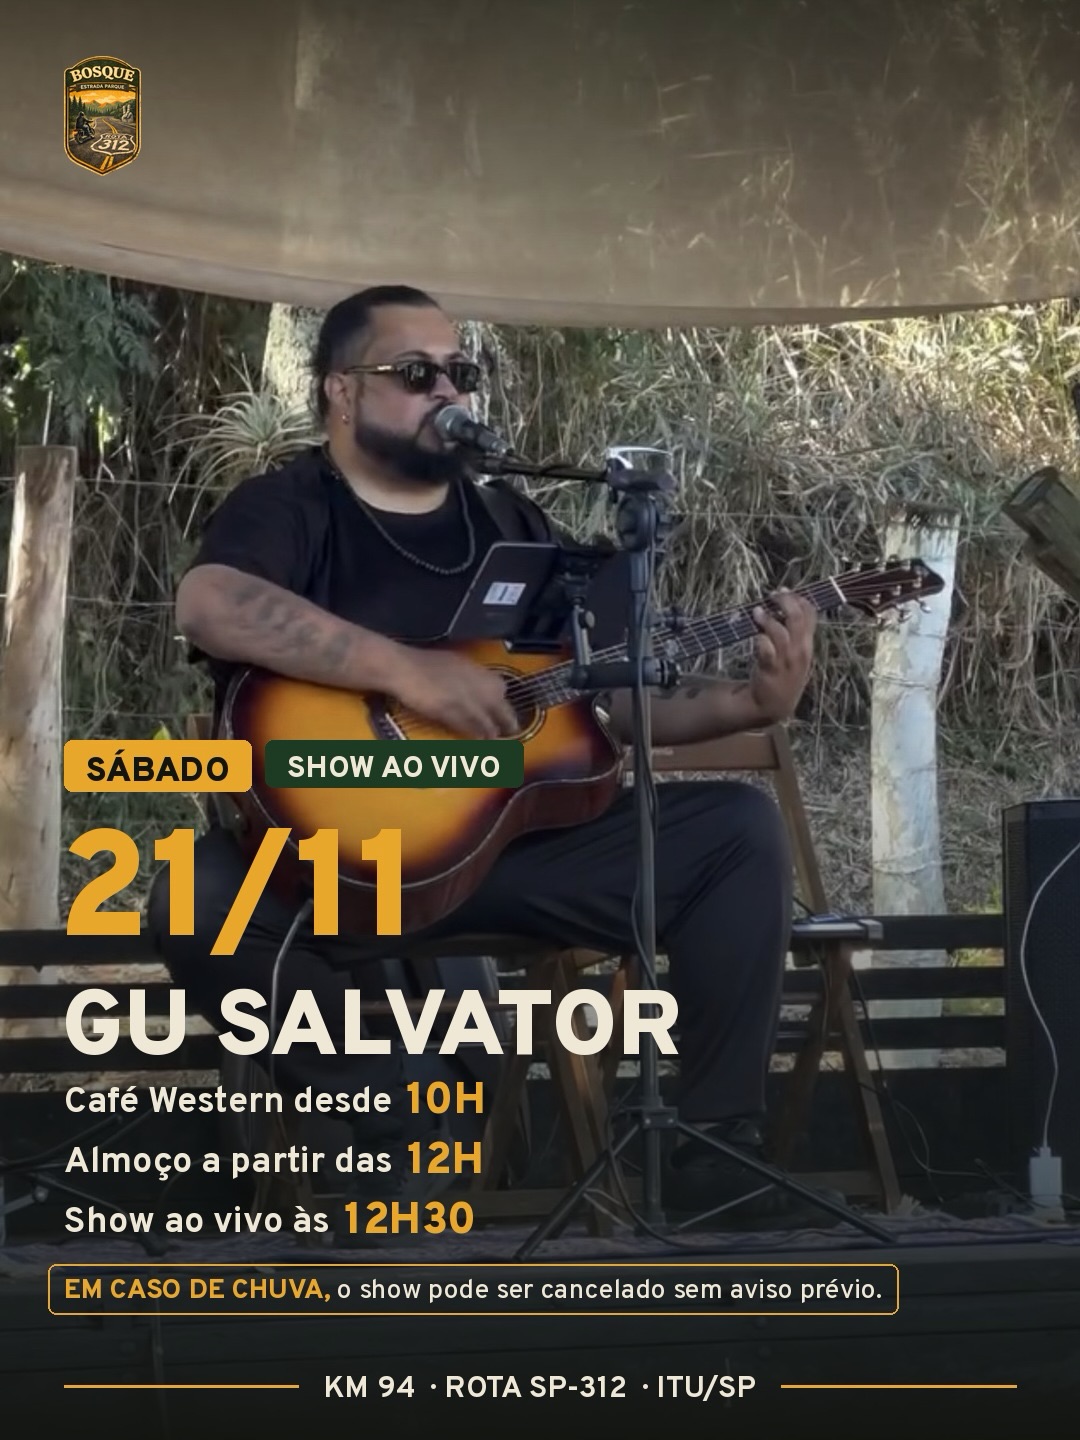 BOSQUE
ESTRADA PARQUE
ROTA
312
SÁBADO
SHOW AO VIVO
21/11
GU SALVATOR
Café Western desde 10H
Almoço a partir das 12H
Show ao vivo às 12H30
EM CASO DE CHUVA, o show pode ser cancelado sem aviso prévio.
KM 94 · ROTA SP-312 · ITU/SP